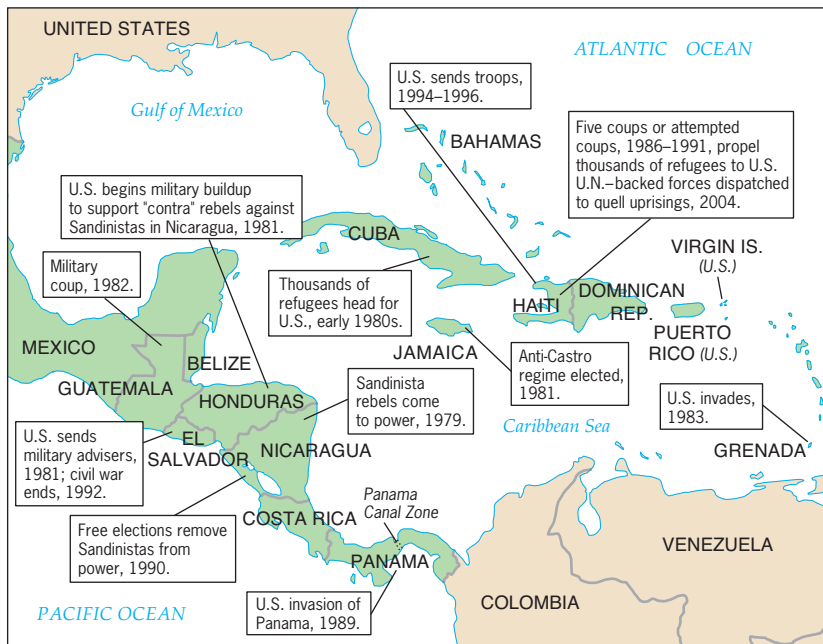 UNITED STATES
ATLANTIC OCEAN
Gulf of Mexico
U.S. sends troops,
1994–1996.
BAHAMAS
Five coups or attempted
coups, 1986–1991, propel
thousands of refugees to U.S.
U.N.–backed forces dispatched
to quell uprisings, 2004.
U.S. begins military buildup
to support "contra" rebels against
Sandinistas in Nicaragua, 1981.
CUBA
VIRGIN IS.
(U.S.)
Military
coup, 1982.
Thousands of
refugees head for
U.S., early 1980s.
HAITI
DOMINICAN
REP.
PUERTO
RICO (U.S.)
MEXICO
BELIZE
JAMAICA
Anti-Castro
regime elected,
1981.
GUATEMALA
HONDURAS
Sandinista
rebels come
to power, 1979.
U.S. invades,
1983.
Caribbean Sea
U.S. sends
military advisers,
1981; civil war
ends, 1992.
EL
SALVADOR
NICARAGUA
GRENADA
Panama
Canal Zone
COSTA RICA
Free elections remove
Sandinistas from
power, 1990.
PANAMA
VENEZUELA
PACIFIC OCEAN
U.S. invasion of
Panama, 1989.
COLOMBIA